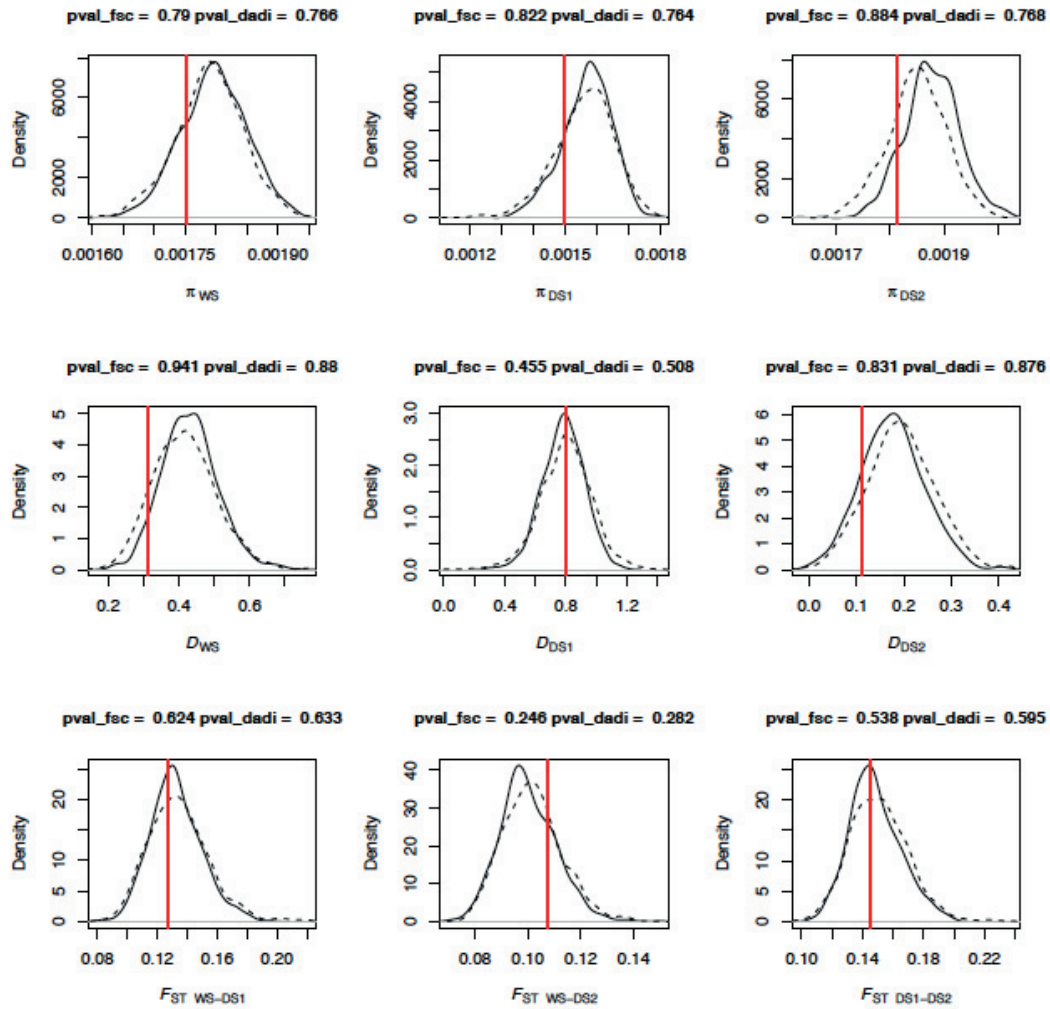 pval_fsc = 0.79 pval_dadi = 0.766
pval_fsc = 0.822 pval_dadi = 0.764
pval_fsc = 0.884 pval_dadi = 0.768
Density
0 2000 6000
0.00160 0.00175 0.00190
π WS
Density
0 2000 4000
0.0012 0.0015 0.0018
π DS1
Density
0 2000 6000
0.0017 0.0019
π DS2
pval_fsc = 0.941 pval_dadi = 0.88
pval_fsc = 0.455 pval_dadi = 0.508
pval_fsc = 0.831 pval_dadi = 0.876
Density
0 1 2 3 4 5
0.2 0.4 0.6
D WS
Density
0.0 1.0 2.0 3.0
0.0 0.4 0.8 1.2
D DS1
Density
0 1 2 3 4 5 6
0.0 0.1 0.2 0.3 0.4
D DS2
pval_fsc = 0.624 pval_dadi = 0.633
pval_fsc = 0.246 pval_dadi = 0.282
pval_fsc = 0.538 pval_dadi = 0.595
Density
0 5 10 20
0.08 0.12 0.16 0.20
F ST WS–DS1
Density
0 10 20 30 40
0.08 0.10 0.12 0.14
F ST WS–DS2
Density
0 5 10 20
0.10 0.14 0.18 0.22
F ST DS1–DS2